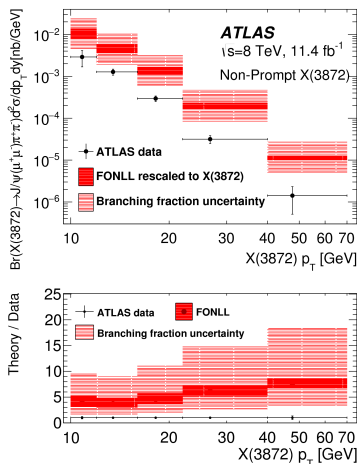 Br(X(3872)→J/ψ(μ⁺μ⁻)π⁺π⁻)d²σ/dp_T dy[nb/GeV]
10⁻²
10⁻³
10⁻⁴
10⁻⁵
10⁻⁶
ATLAS
√s=8 TeV, 11.4 fb⁻¹
Non-Prompt X(3872)
ATLAS data
FONLL rescaled to X(3872)
Branching fraction uncertainty
10 20 30 40 50 60 70
X(3872) p_T [GeV]
Theory / Data
25
20
15
10
5
0
ATLAS data FONLL
Branching fraction uncertainty
10 20 30 40 50 60 70
X(3872) p_T [GeV]